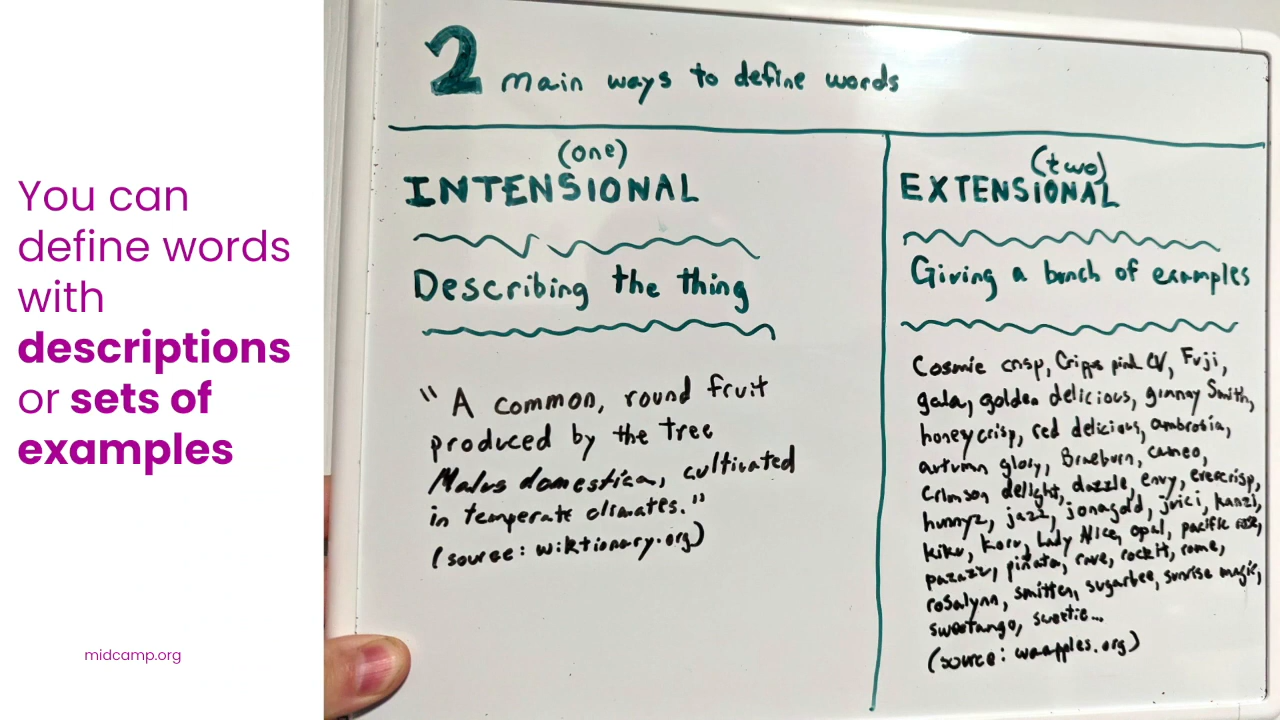 You can
define words
with
descriptions
or sets of
examples
midcamp.org
2 main ways to define words
(one)
INTENSIONAL
Describing the thing
"A common, round fruit
produced by the tree
Malus domestica, cultivated
in temperate climates."
(source: wiktionary.org)
(two)
EXTENSIONAL
Giving a bunch of examples
Cosmic crisp, Cripps pink CV, Fuji,
gala, golden delicious, granny Smith,
honeycrisp, red delicious, ambrosia,
autumn glory, Braeburn, cameo,
Crimson delight, dazzle, envy, evercrisp,
hunnyz, jazz, jonagold, juici, kanzi,
kiku, koru, Lady Alice, opal, pacific rose,
pazazz, piñata, rave, rockit, rome,
rosalynn, smitten, sugarbee, sunrise magic,
sweetango, sweetie...
(source: waapples.org)